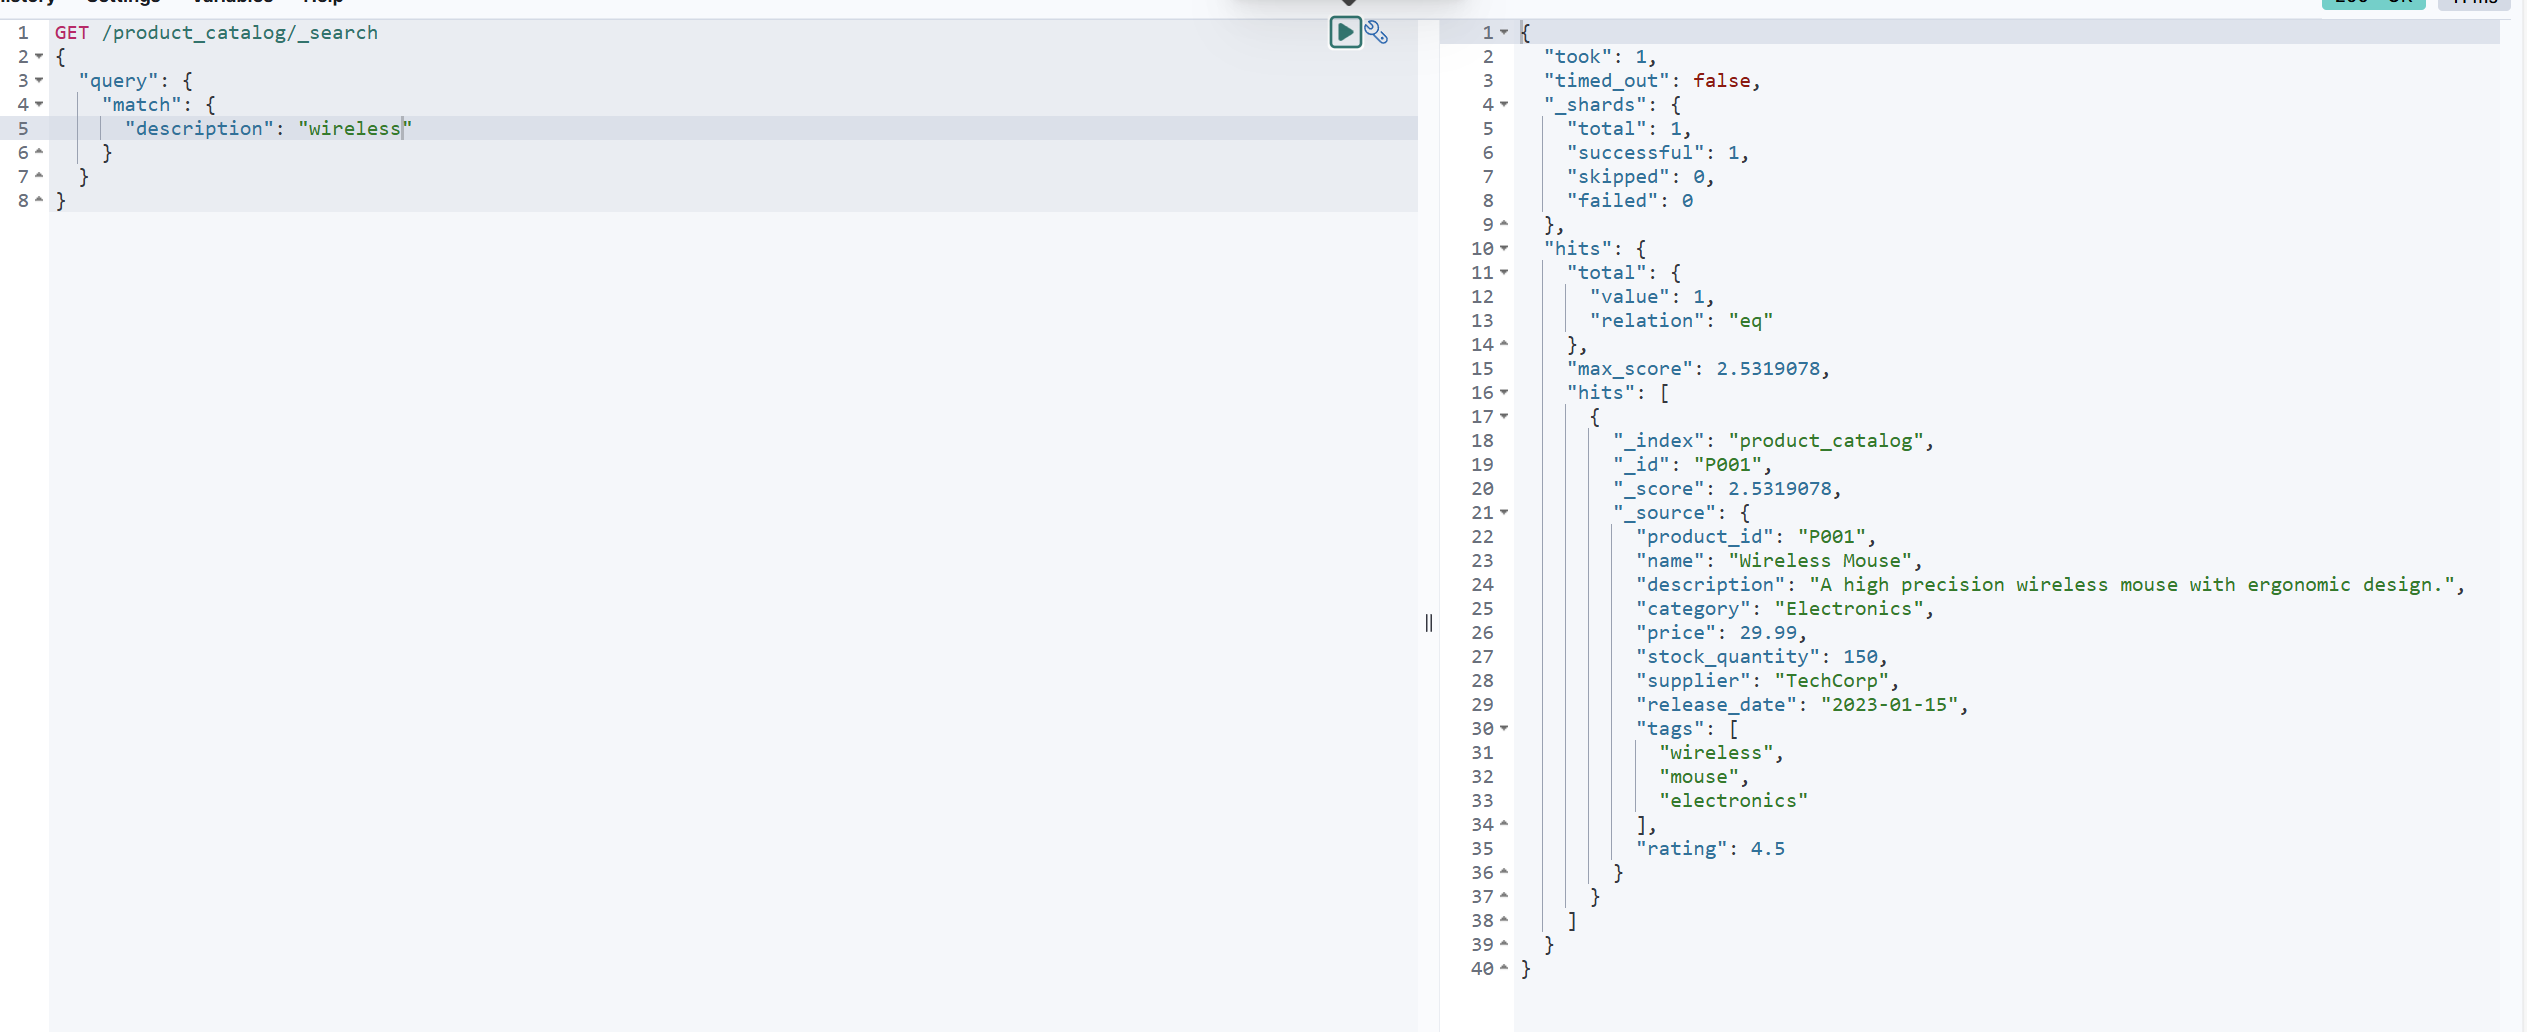 Settings Variables Help
200 - OK
1 GET /product_catalog/_search
2 {
3 "query": {
4 "match": {
5 "description": "wireless"
6 }
7 }
8 }
1 {
2 "took": 1,
3 "timed_out": false,
4 "_shards": {
5 "total": 1,
6 "successful": 1,
7 "skipped": 0,
8 "failed": 0
9 },
10 "hits": {
11 "total": {
12 "value": 1,
13 "relation": "eq"
14 },
15 "max_score": 2.5319078,
16 "hits": [
17 {
18 "_index": "product_catalog",
19 "_id": "P001",
20 "_score": 2.5319078,
21 "_source": {
22 "product_id": "P001",
23 "name": "Wireless Mouse",
24 "description": "A high precision wireless mouse with ergonomic design.",
25 "category": "Electronics",
26 "price": 29.99,
27 "stock_quantity": 150,
28 "supplier": "TechCorp",
29 "release_date": "2023-01-15",
30 "tags": [
31 "wireless",
32 "mouse",
33 "electronics"
34 ],
35 "rating": 4.5
36 }
37 }
38 ]
39 }
40 }